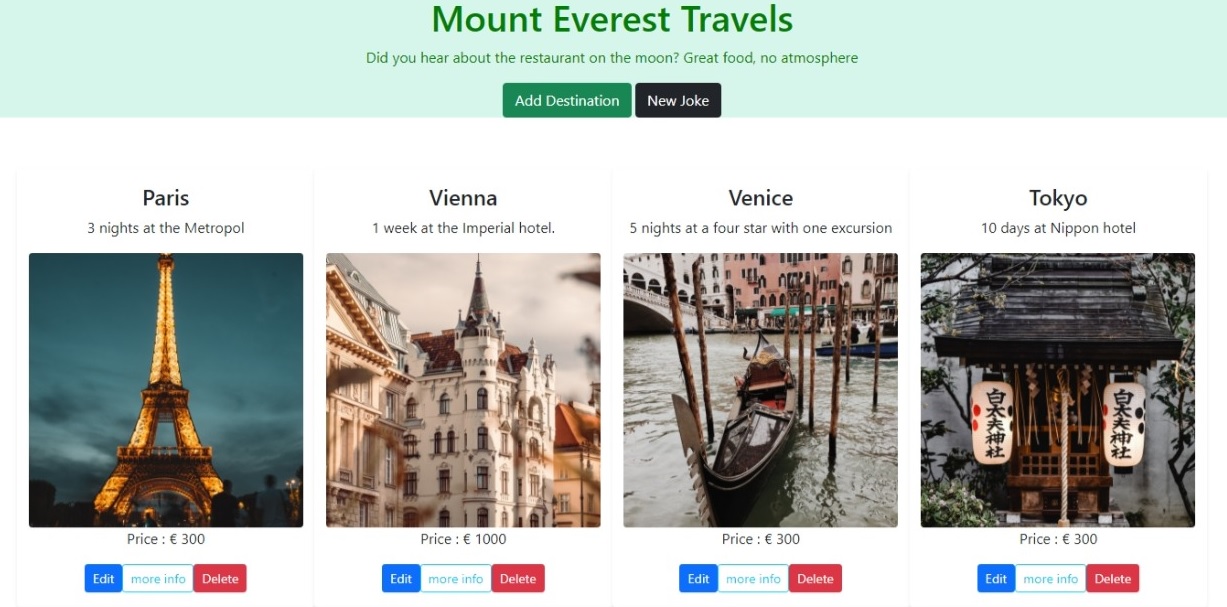 Mount Everest Travels
Did you hear about the restaurant on the moon? Great food, no atmosphere
Add Destination New Joke
Paris
3 nights at the Metropol
Price : € 300
Edit more info Delete
Vienna
1 week at the Imperial hotel.
Price : € 1000
Edit more info Delete
Venice
5 nights at a four star with one excursion
Price : € 300
Edit more info Delete
Tokyo
10 days at Nippon hotel
白太夫神社
白太夫神社
Price : € 300
Edit more info Delete